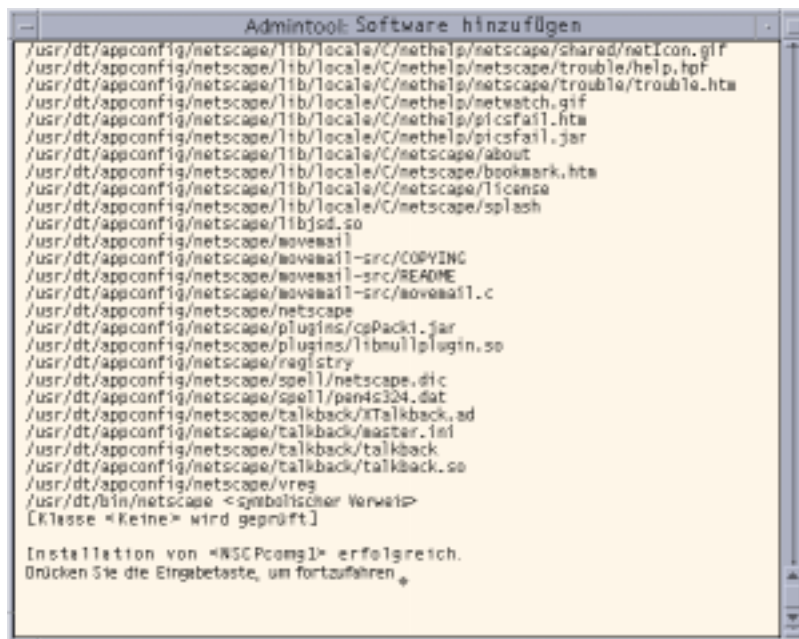 Admintool: Software hinzufügen
/usr/dt/appconfig/netscape/lib/locale/C/nethelp/netscape/shared/netIcon.gif
/usr/dt/appconfig/netscape/lib/locale/C/nethelp/netscape/trouble/help.hpf
/usr/dt/appconfig/netscape/lib/locale/C/nethelp/netscape/trouble/trouble.htm
/usr/dt/appconfig/netscape/lib/locale/C/nethelp/netwatch.gif
/usr/dt/appconfig/netscape/lib/locale/C/nethelp/picsfail.htm
/usr/dt/appconfig/netscape/lib/locale/C/nethelp/picsfail.jar
/usr/dt/appconfig/netscape/lib/locale/C/netscape/about
/usr/dt/appconfig/netscape/lib/locale/C/netscape/bookmark.htm
/usr/dt/appconfig/netscape/lib/locale/C/netscape/license
/usr/dt/appconfig/netscape/lib/locale/C/netscape/splash
/usr/dt/appconfig/netscape/libjsd.so
/usr/dt/appconfig/netscape/movemail
/usr/dt/appconfig/netscape/movemail-src/COPYING
/usr/dt/appconfig/netscape/movemail-src/README
/usr/dt/appconfig/netscape/movemail-src/movemail.c
/usr/dt/appconfig/netscape/netscape
/usr/dt/appconfig/netscape/plugins/cpPack1.jar
/usr/dt/appconfig/netscape/plugins/libnullplugin.so
/usr/dt/appconfig/netscape/registry
/usr/dt/appconfig/netscape/spell/netscape.dic
/usr/dt/appconfig/netscape/spell/pen4s324.dat
/usr/dt/appconfig/netscape/talkback/XTalkback.ad
/usr/dt/appconfig/netscape/talkback/master.ini
/usr/dt/appconfig/netscape/talkback/talkback
/usr/dt/appconfig/netscape/talkback/talkback.so
/usr/dt/appconfig/netscape/vreg
/usr/dt/bin/netscape <symbolischer Verweis>
[Klasse <Keine> wird geprüft]
Installation von <NSCPcomgl> erfolgreich.
Drücken Sie die Eingabetaste, um fortzufahren